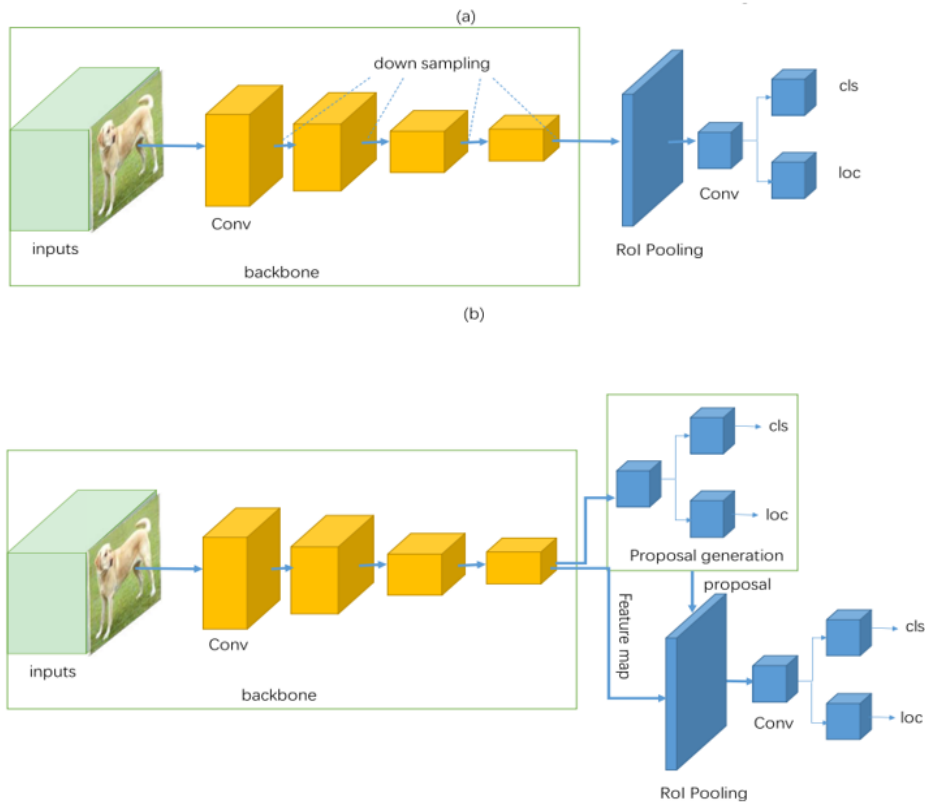 (a)
down sampling
cls
loc
Conv
Conv
inputs
RoI Pooling
backbone
(b)
cls
loc
Proposal generation
proposal
Feature map
cls
loc
Conv
Conv
inputs
backbone
RoI Pooling